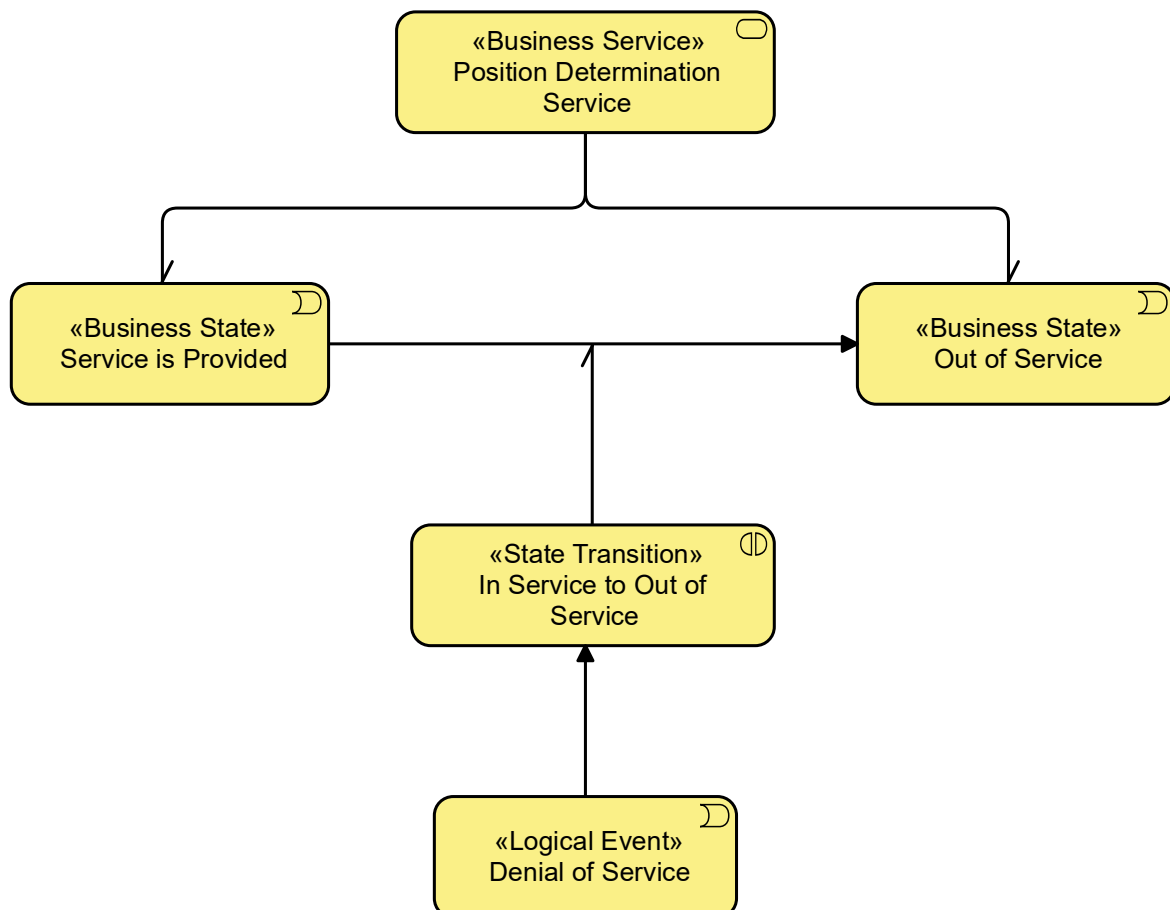 «Business Service»
Position Determination
Service
«Business State»
Service is Provided
«Business State»
Out of Service
«State Transition»
In Service to Out of
Service
«Logical Event»
Denial of Service